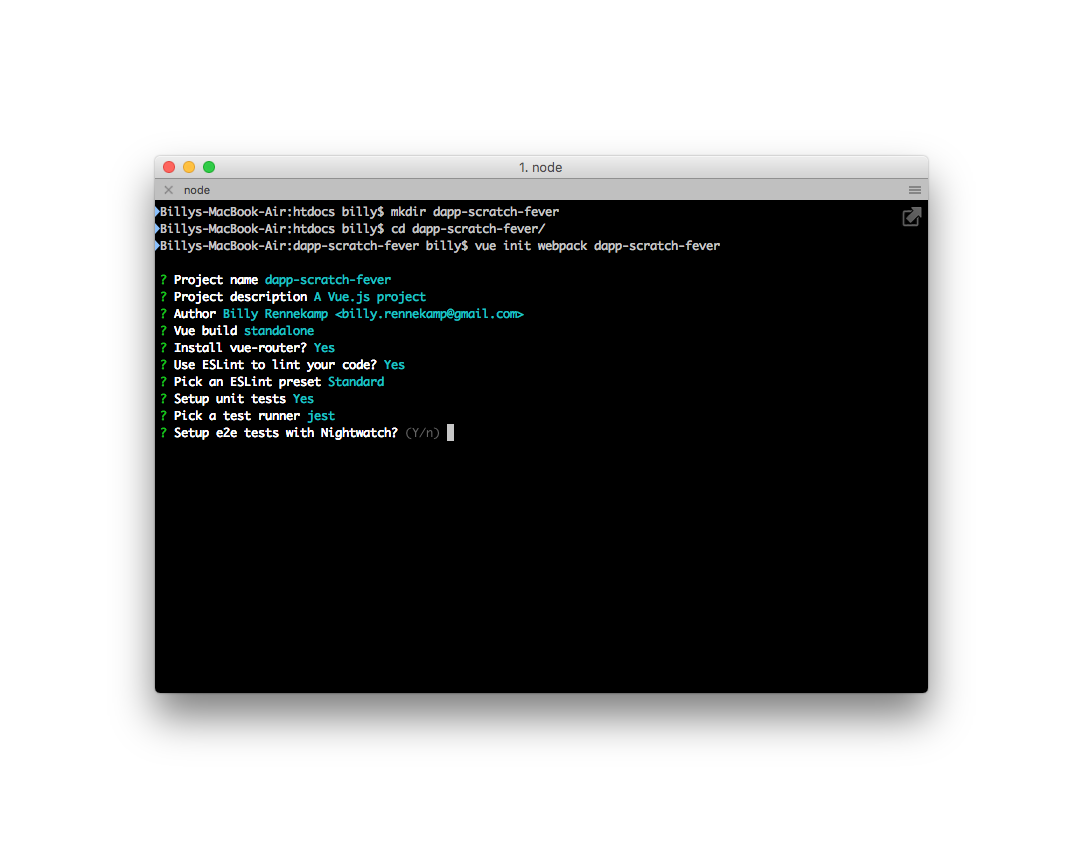 1. node
node
Billys-MacBook-Air:htdocs billy$ mkdir dapp-scratch-fever
Billys-MacBook-Air:htdocs billy$ cd dapp-scratch-fever/
Billys-MacBook-Air:dapp-scratch-fever billy$ vue init webpack dapp-scratch-fever
? Project name dapp-scratch-fever
? Project description A Vue.js project
? Author Billy Rennekamp <billy.rennekamp@gmail.com>
? Vue build standalone
? Install vue-router? Yes
? Use ESLint to lint your code? Yes
? Pick an ESLint preset Standard
? Setup unit tests Yes
? Pick a test runner jest
? Setup e2e tests with Nightwatch? (Y/n)